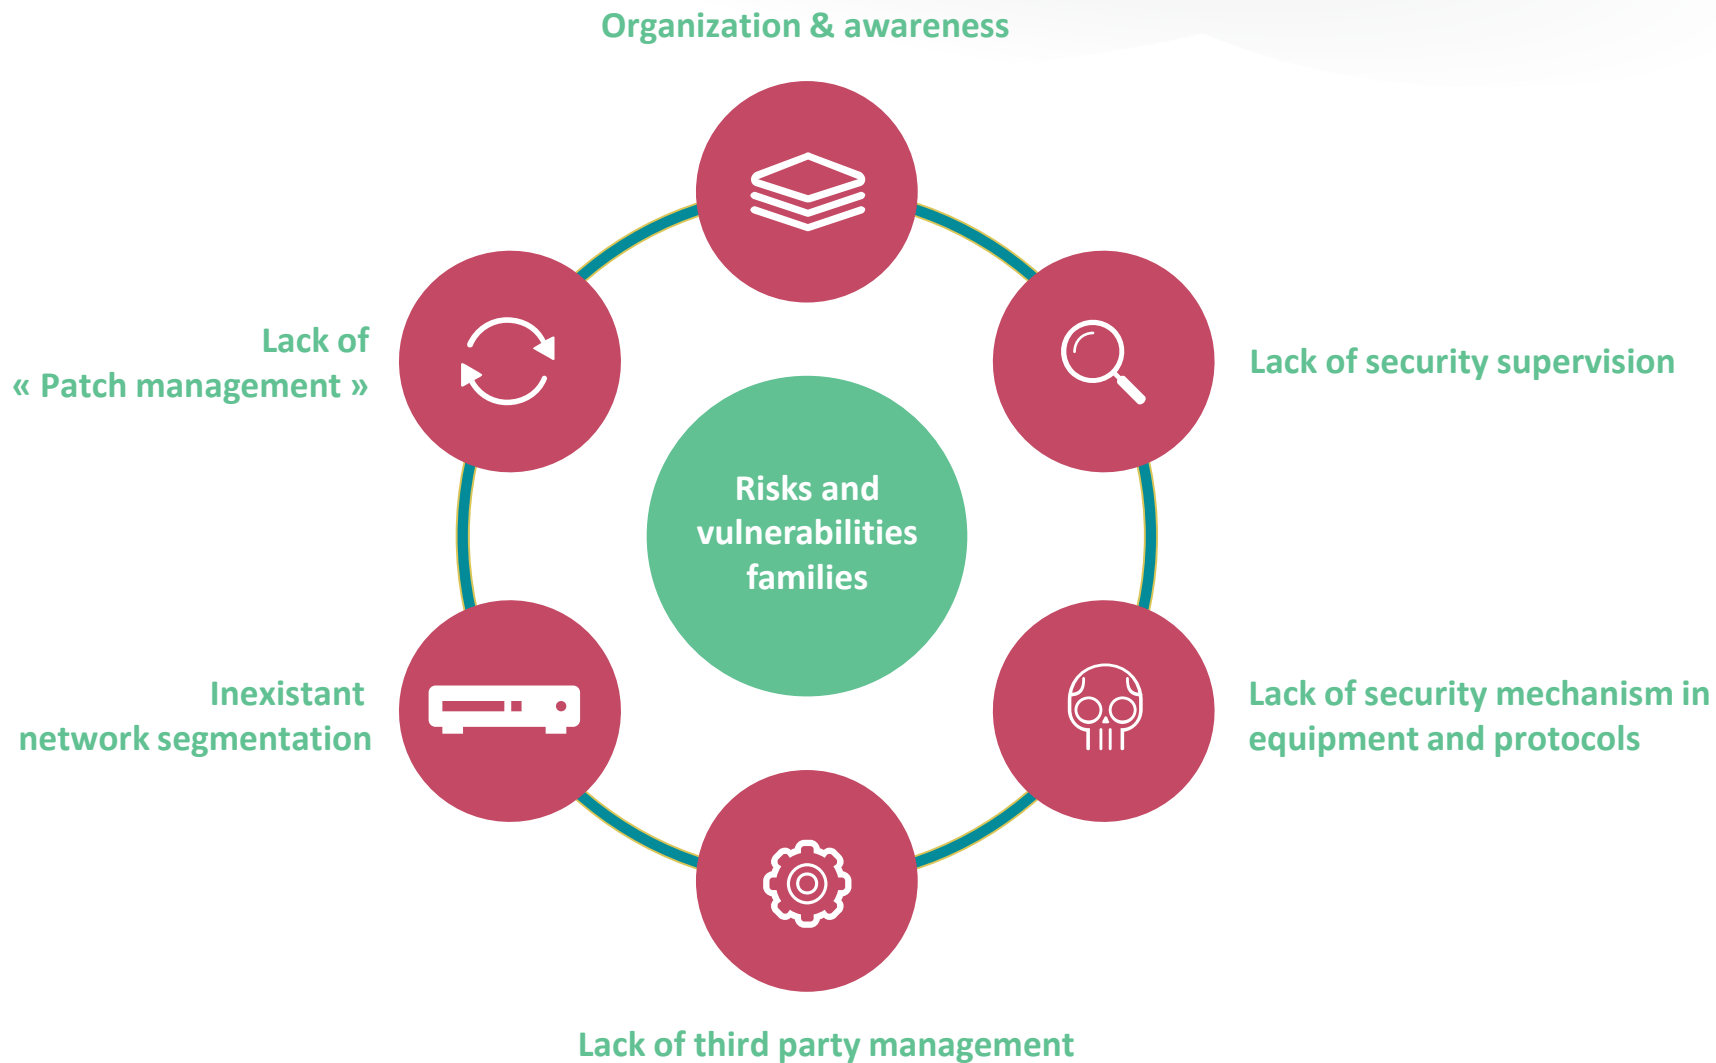 Organization & awareness
Lack of
« Patch management »
Lack of security supervision
Risks and
vulnerabilities
families
Inexistant
network segmentation
Lack of security mechanism in
equipment and protocols
Lack of third party management